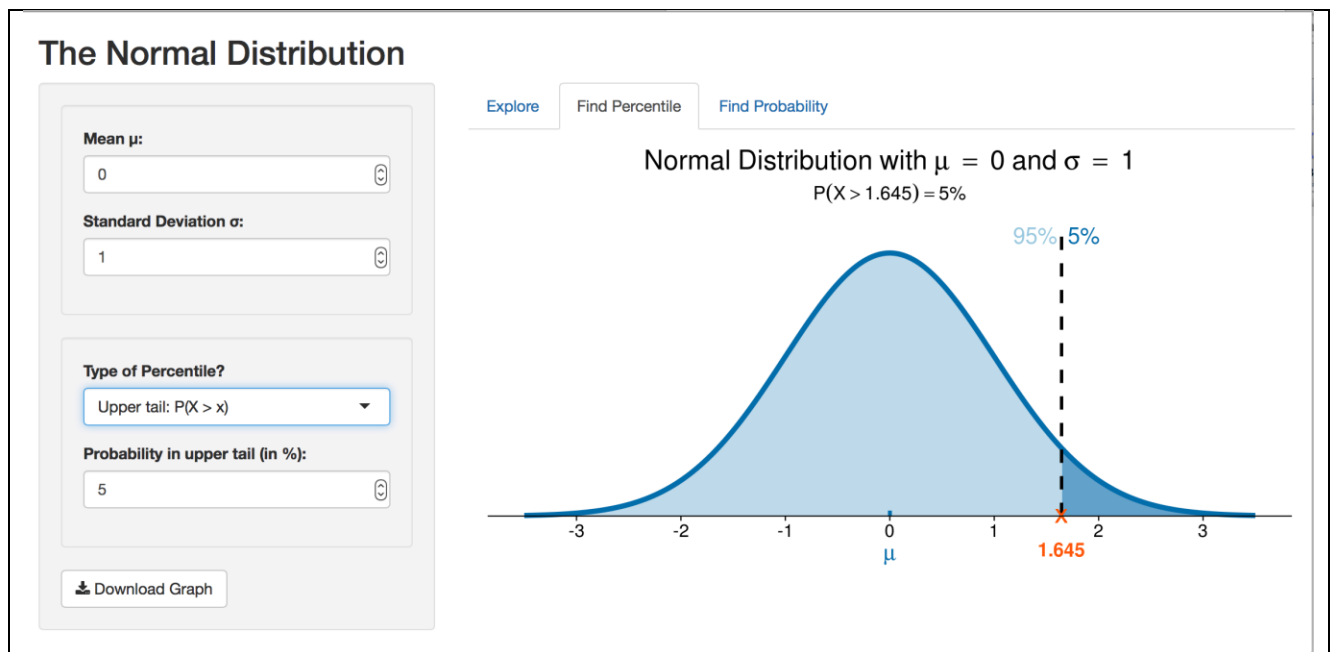 The Normal Distribution
Mean μ:
0
Standard Deviation σ:
1
Type of Percentile?
Upper tail: P(X > x)
Probability in upper tail (in %):
5
Download Graph
Explore Find Percentile Find Probability
Normal Distribution with μ = 0 and σ = 1
P(X > 1.645) = 5%
95% 5%
-3 -2 -1 0 1 2 3
μ 1.645